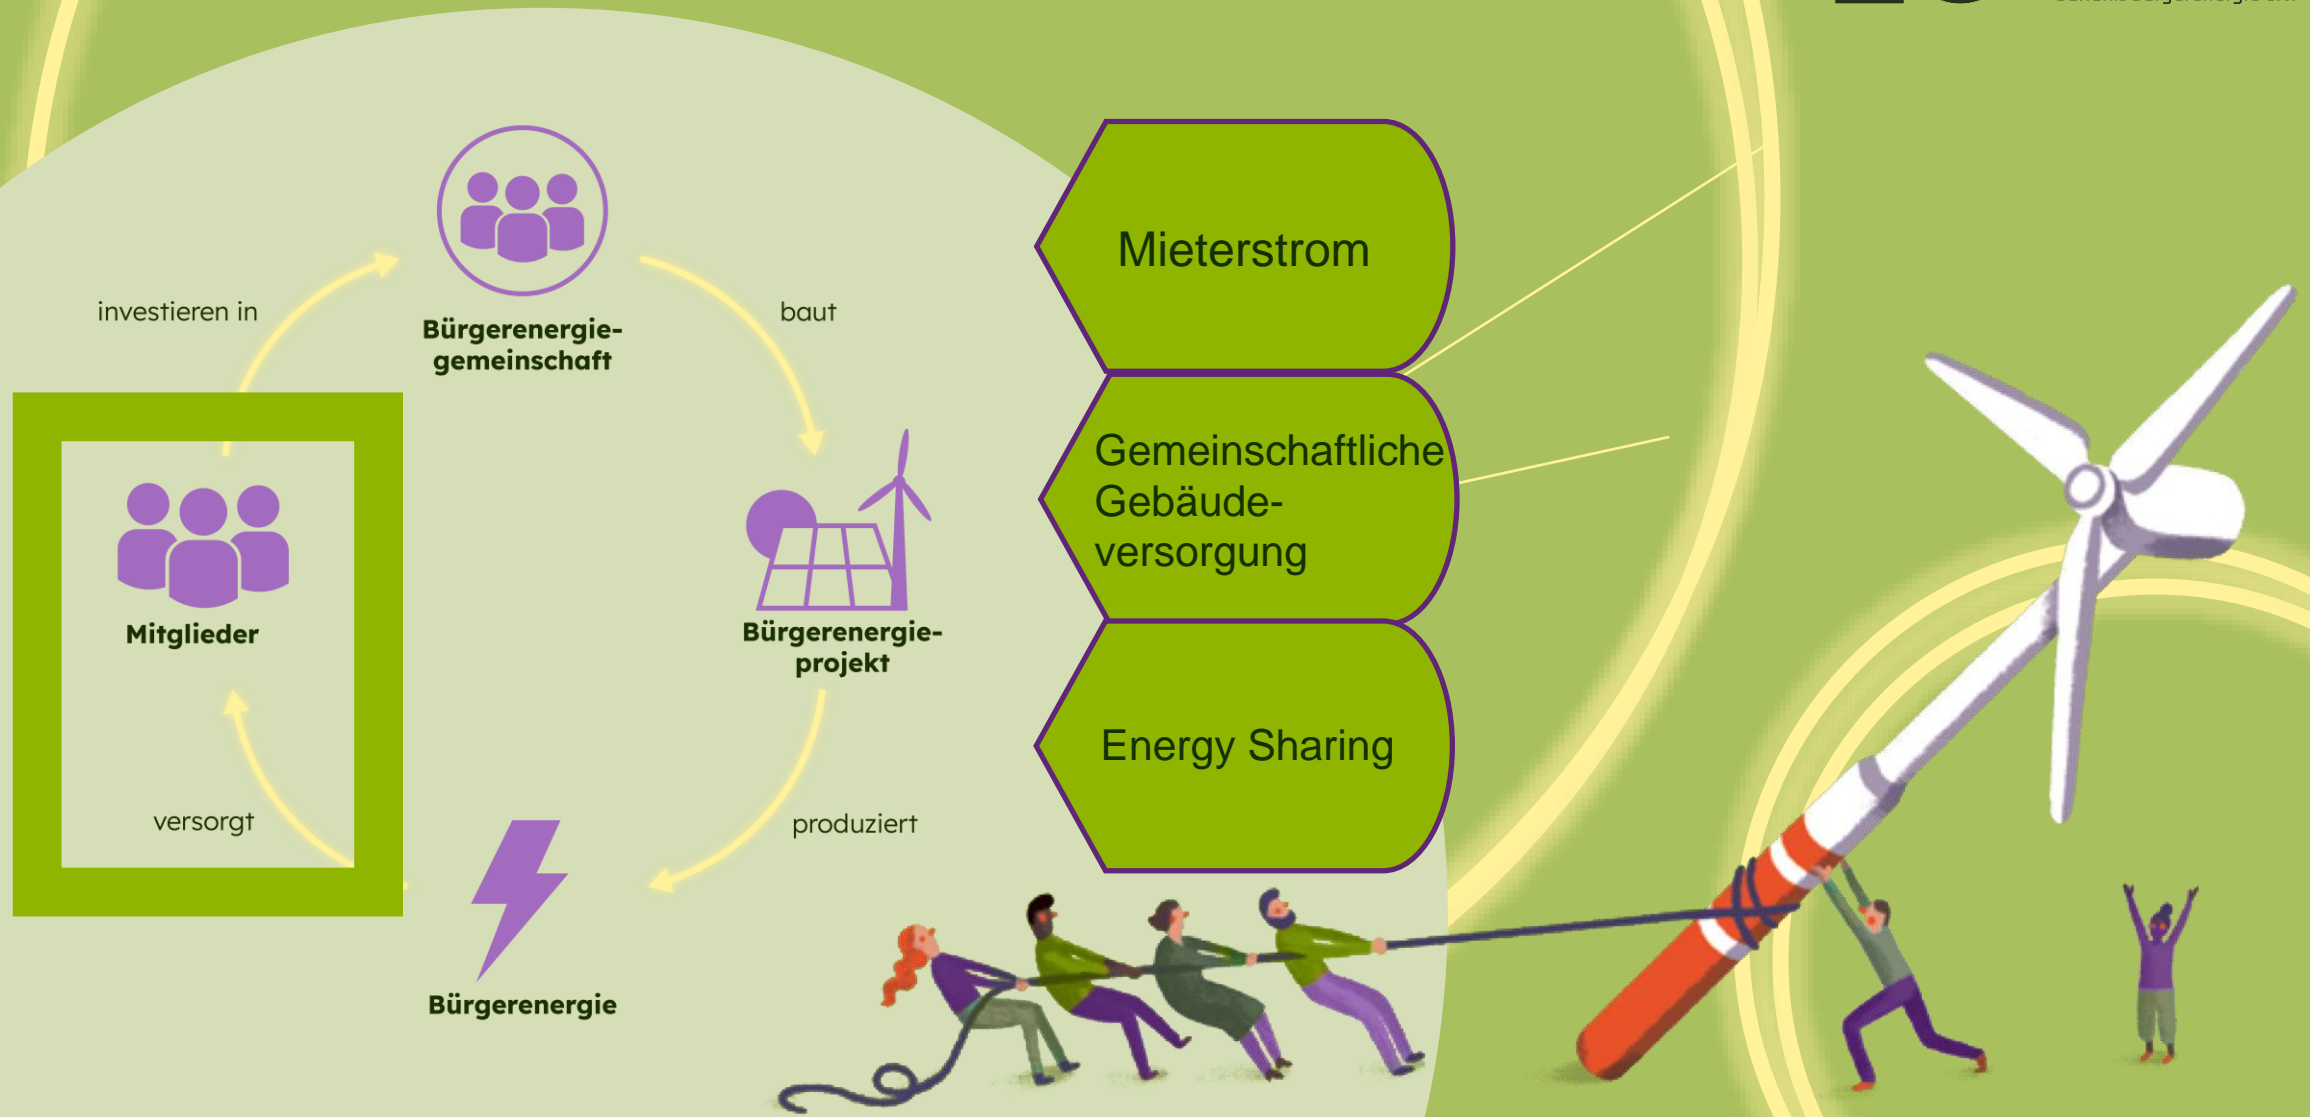 investieren in
Bürgerenergie-
gemeinschaft
baut
Mitglieder
Bürgerenergie-
projekt
versorgt
produziert
Bürgerenergie
Mieterstrom
Gemeinschaftliche
Gebäude-
versorgung
Energy Sharing